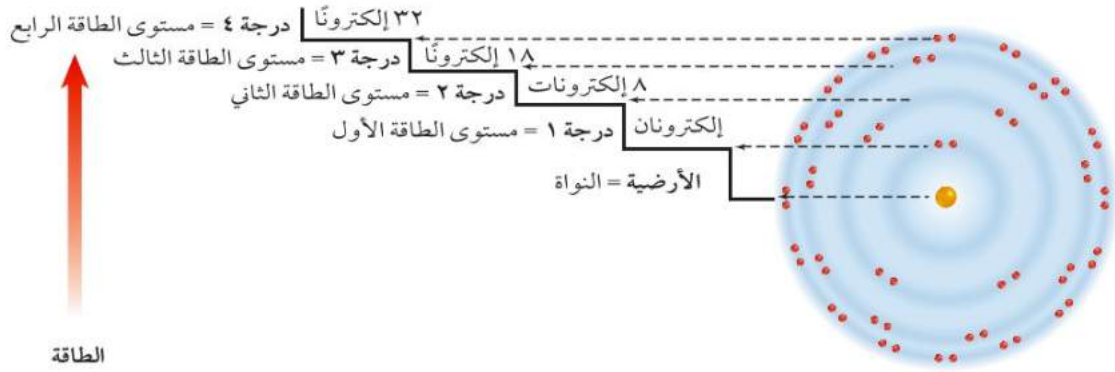 ٣٢ إلكترونًا
درجة ٤ = مستوى الطاقة الرابع
١٨ إلكترونًا
درجة ٣ = مستوى الطاقة الثالث
٨ إلكترونات
درجة ٢ = مستوى الطاقة الثاني
إلكترونان
درجة ١ = مستوى الطاقة الأول
الأرضية = النواة
الطاقة